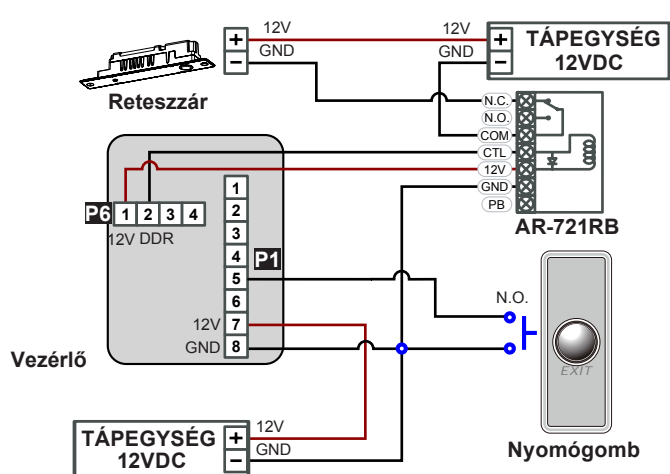 12V
GND
+
−
12V
GND
+
−
TÁPEGYSÉG
12VDC
Reteszzár
N.C.
N.O.
COM
CTL
12V
GND
PB
AR-721RB
P6
1 2 3 4
12V DDR
1
2
3
4
5
6
7
8
P1
12V
GND
Vezérlő
N.O.
EXIT
Nyomógomb
TÁPEGYSÉG
12VDC
+
−
12V
GND